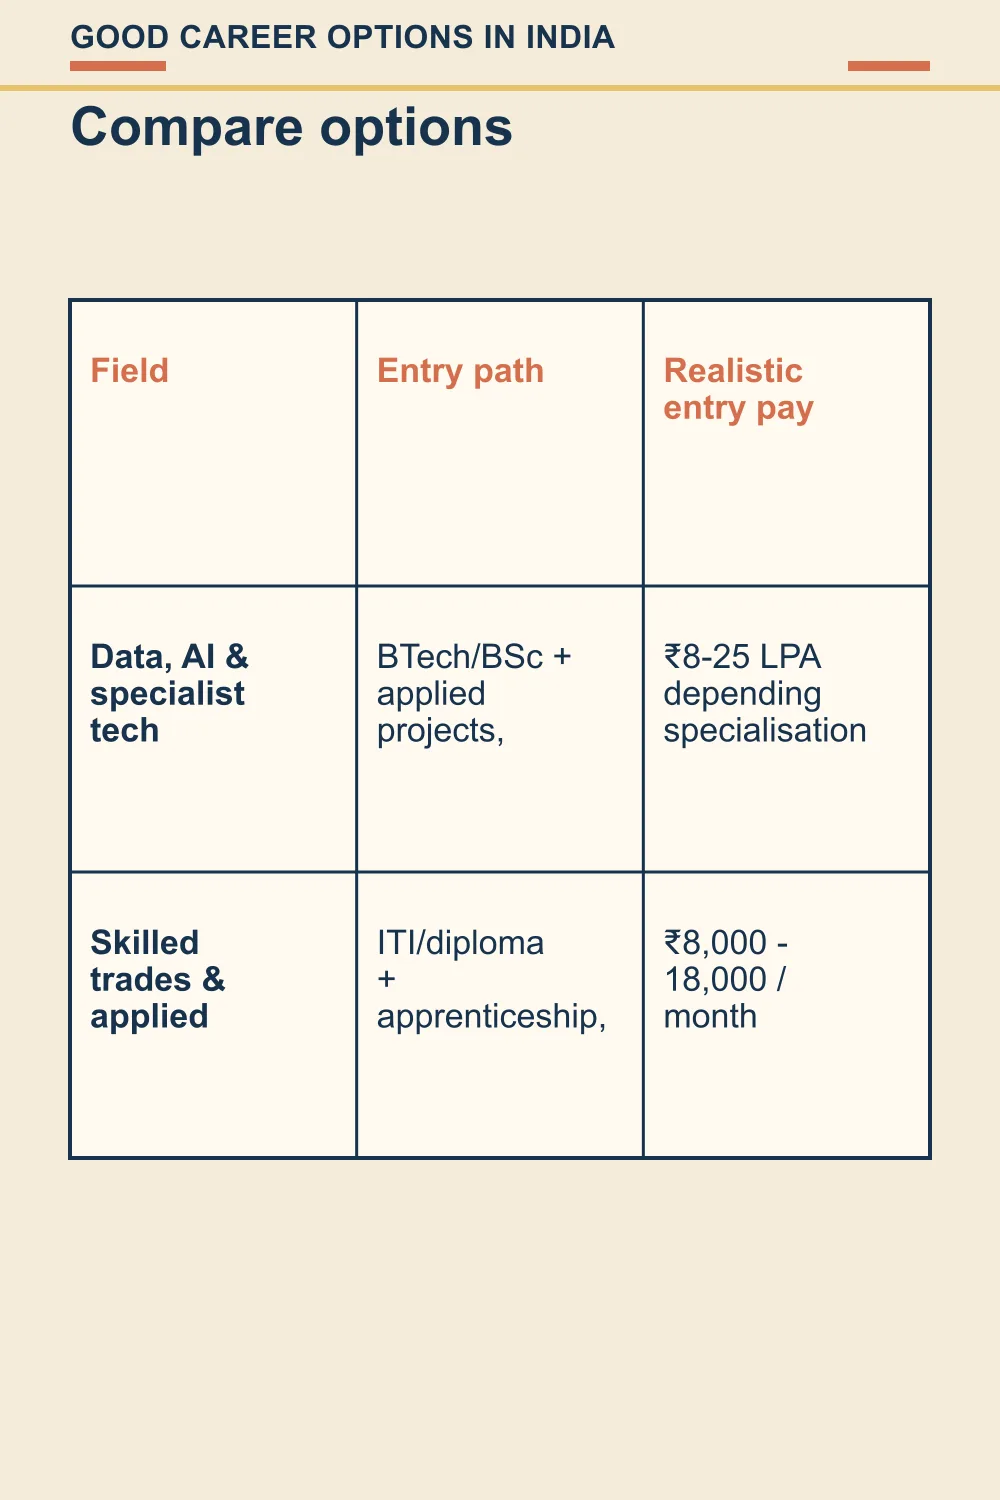 GOOD CAREER OPTIONS IN INDIA
Compare options
Field
Entry path
Realistic
entry pay
Data, AI &
specialist
tech
BTech/BSc +
applied
projects,
₹8-25 LPA
depending
specialisation
Skilled
trades &
applied
ITI/diploma
+
apprenticeship,
₹8,000 -
18,000 /
month